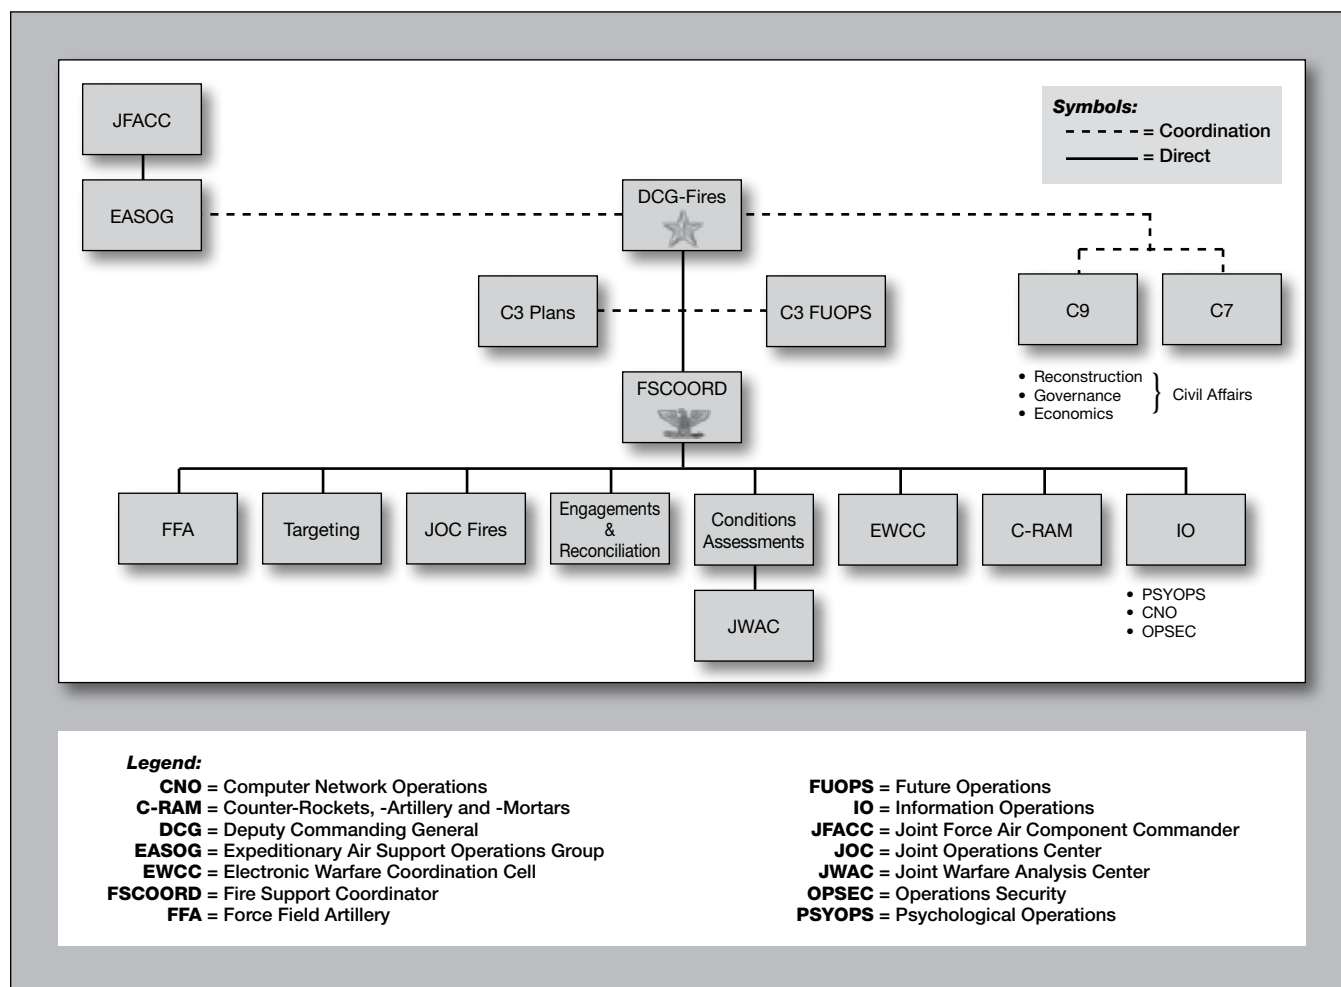 JFACC
Symbols:
= Coordination
= Direct
EASOG
DCG-Fires
C3 Plans
C3 FUOPS
C9
C7
• Reconstruction
• Governance
• Economics
} Civil Affairs
FSCOORD
FFA
Targeting
JOC Fires
Engagements
&
Reconciliation
Conditions
Assessments
EWCC
C-RAM
IO
JWAC
• PSYOPS
• CNO
• OPSEC
Legend:
CNO = Computer Network Operations
C-RAM = Counter-Rockets, -Artillery and -Mortars
DCG = Deputy Commanding General
EASOG = Expeditionary Air Support Operations Group
EWCC = Electronic Warfare Coordination Cell
FSCOORD = Fire Support Coordinator
FFA = Force Field Artillery
FUOPS = Future Operations
IO = Information Operations
JFACC = Joint Force Air Component Commander
JOC = Joint Operations Center
JWAC = Joint Warfare Analysis Center
OPSEC = Operations Security
PSYOPS = Psychological Operations